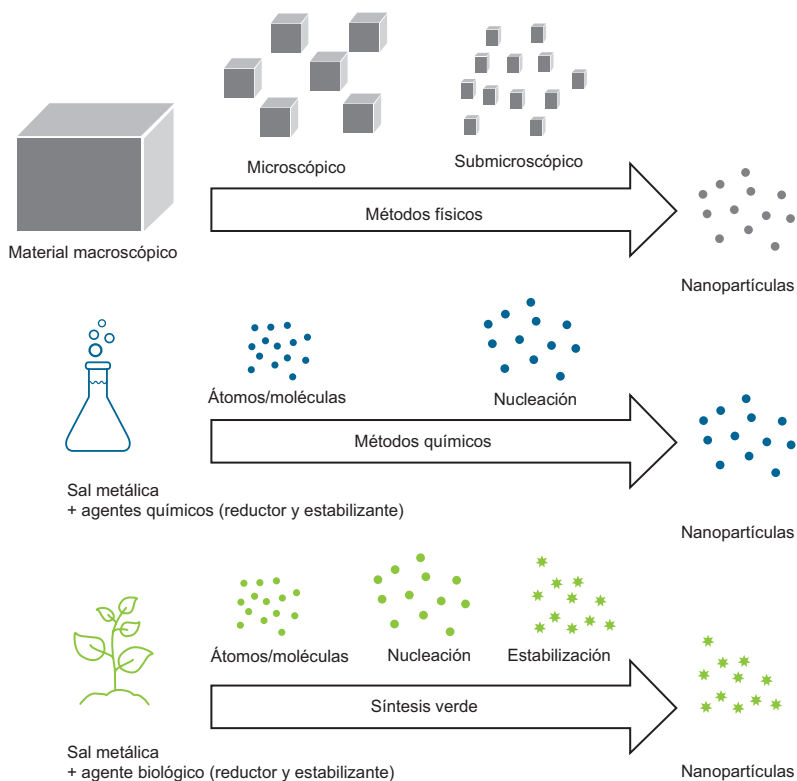 Microscópico
Submicroscópico
Métodos físicos
Material macroscópico
Nanopartículas
Átomos/moléculas
Nucleación
Métodos químicos
Sal metálica
+ agentes químicos (reductor y estabilizante)
Nanopartículas
Átomos/moléculas
Nucleación
Estabilización
Síntesis verde
Sal metálica
+ agente biológico (reductor y estabilizante)
Nanopartículas